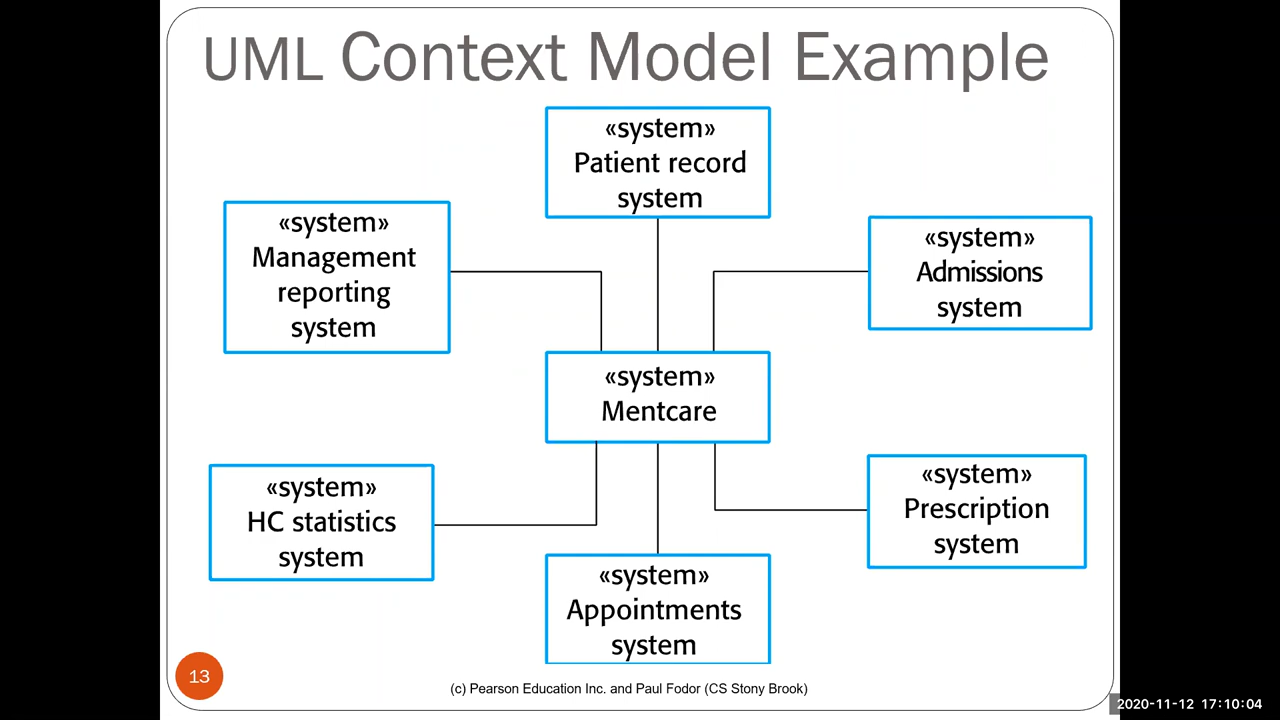 UML Context Model Example
«system»
Patient record
system
«system»
Management
reporting
system
«system»
Admissions
system
«system»
Mentcare
«system»
HC statistics
system
«system»
Prescription
system
«system»
Appointments
system
13
(c) Pearson Education Inc. and Paul Fodor (CS Stony Brook)
2020-11-12 17:10:04